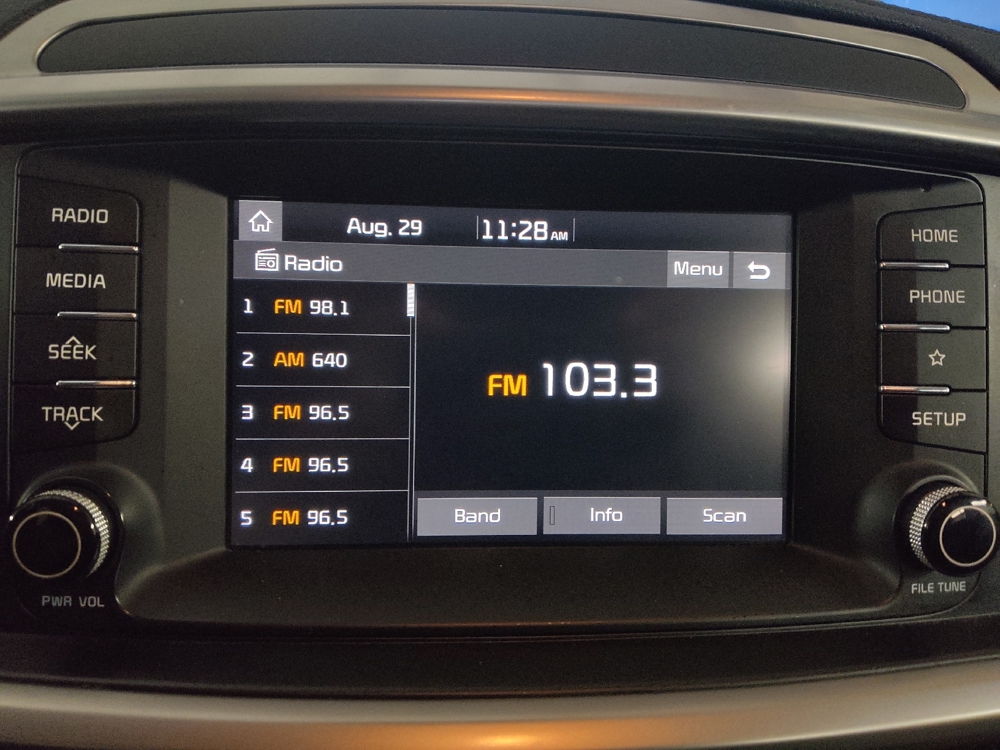 RADIO
MEDIA
SEEK
TRACK
PWR VOL
Aug. 29 11:28 AM
Radio Menu
1 FM 98.1
2 AM 640
3 FM 96.5
4 FM 96.5
5 FM 96.5
FM 103.3
Band Info Scan
HOME
PHONE
SETUP
FILE TUNE